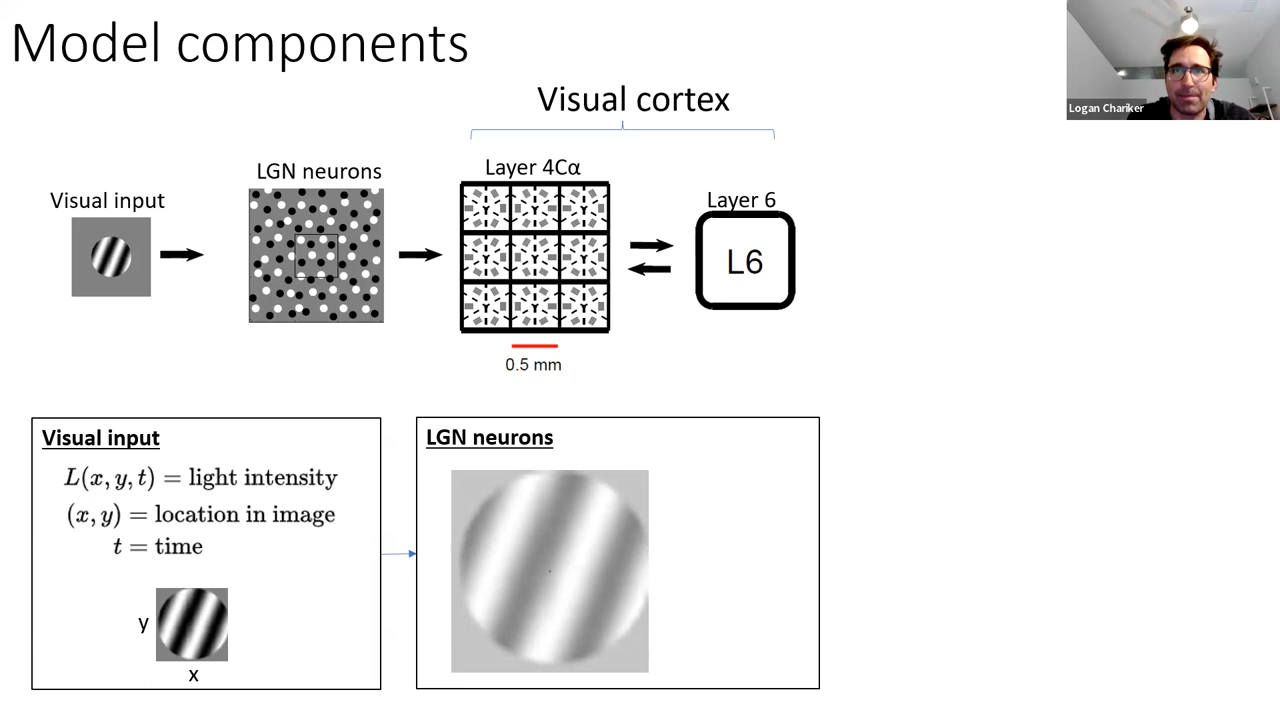 Model components
Logan Chariker
Visual cortex
Visual input
LGN neurons
Layer 4Cα
Layer 6
L6
0.5 mm
Visual input
L(x, y, t) = light intensity
(x, y) = location in image
t = time
y
x
LGN neurons